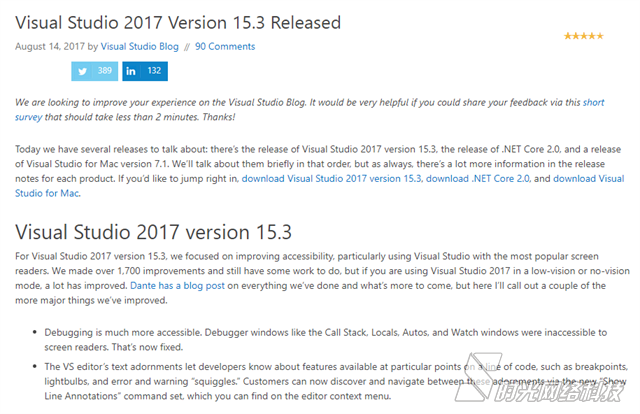 Visual Studio 2017 Version 15.3 Released
August 14, 2017 by Visual Studio Blog // 90 Comments
389 132
We are looking to improve your experience on the Visual Studio Blog. It would be very helpful if you could share your feedback via this short
survey that should take less than 2 minutes. Thanks!
Today we have several releases to talk about: there's the release of Visual Studio 2017 version 15.3, the release of .NET Core 2.0, and a release
of Visual Studio for Mac version 7.1. We'll talk about them briefly in that order, but as always, there's a lot more information in the release
notes for each product. If you'd like to jump right in, download Visual Studio 2017 version 15.3, download .NET Core 2.0, and download Visual
Studio for Mac.
Visual Studio 2017 version 15.3
For Visual Studio 2017 version 15.3, we focused on improving accessibility, particularly using Visual Studio with the most popular screen
readers. We made over 1,700 improvements and still have some work to do, but if you are using Visual Studio 2017 in a low-vision or no-vision
mode, a lot has improved. Dante has a blog post on everything we've done and what's more to come, but here I'll call out a couple of the
more major things we've improved.
• Debugging is much more accessible. Debugger windows like the Call Stack, Locals, Autos, and Watch windows were inaccessible to
screen readers. That's now fixed.
• The VS editor's text adornments let developers know about features available at particular points on a line of code, such as breakpoints,
lightbulbs, and error and warning "squiggles." Customers can now discover and navigate between these adornments via the new "Show
Line Annotations" command set, which you can find on the editor context menu.
时光网络科技